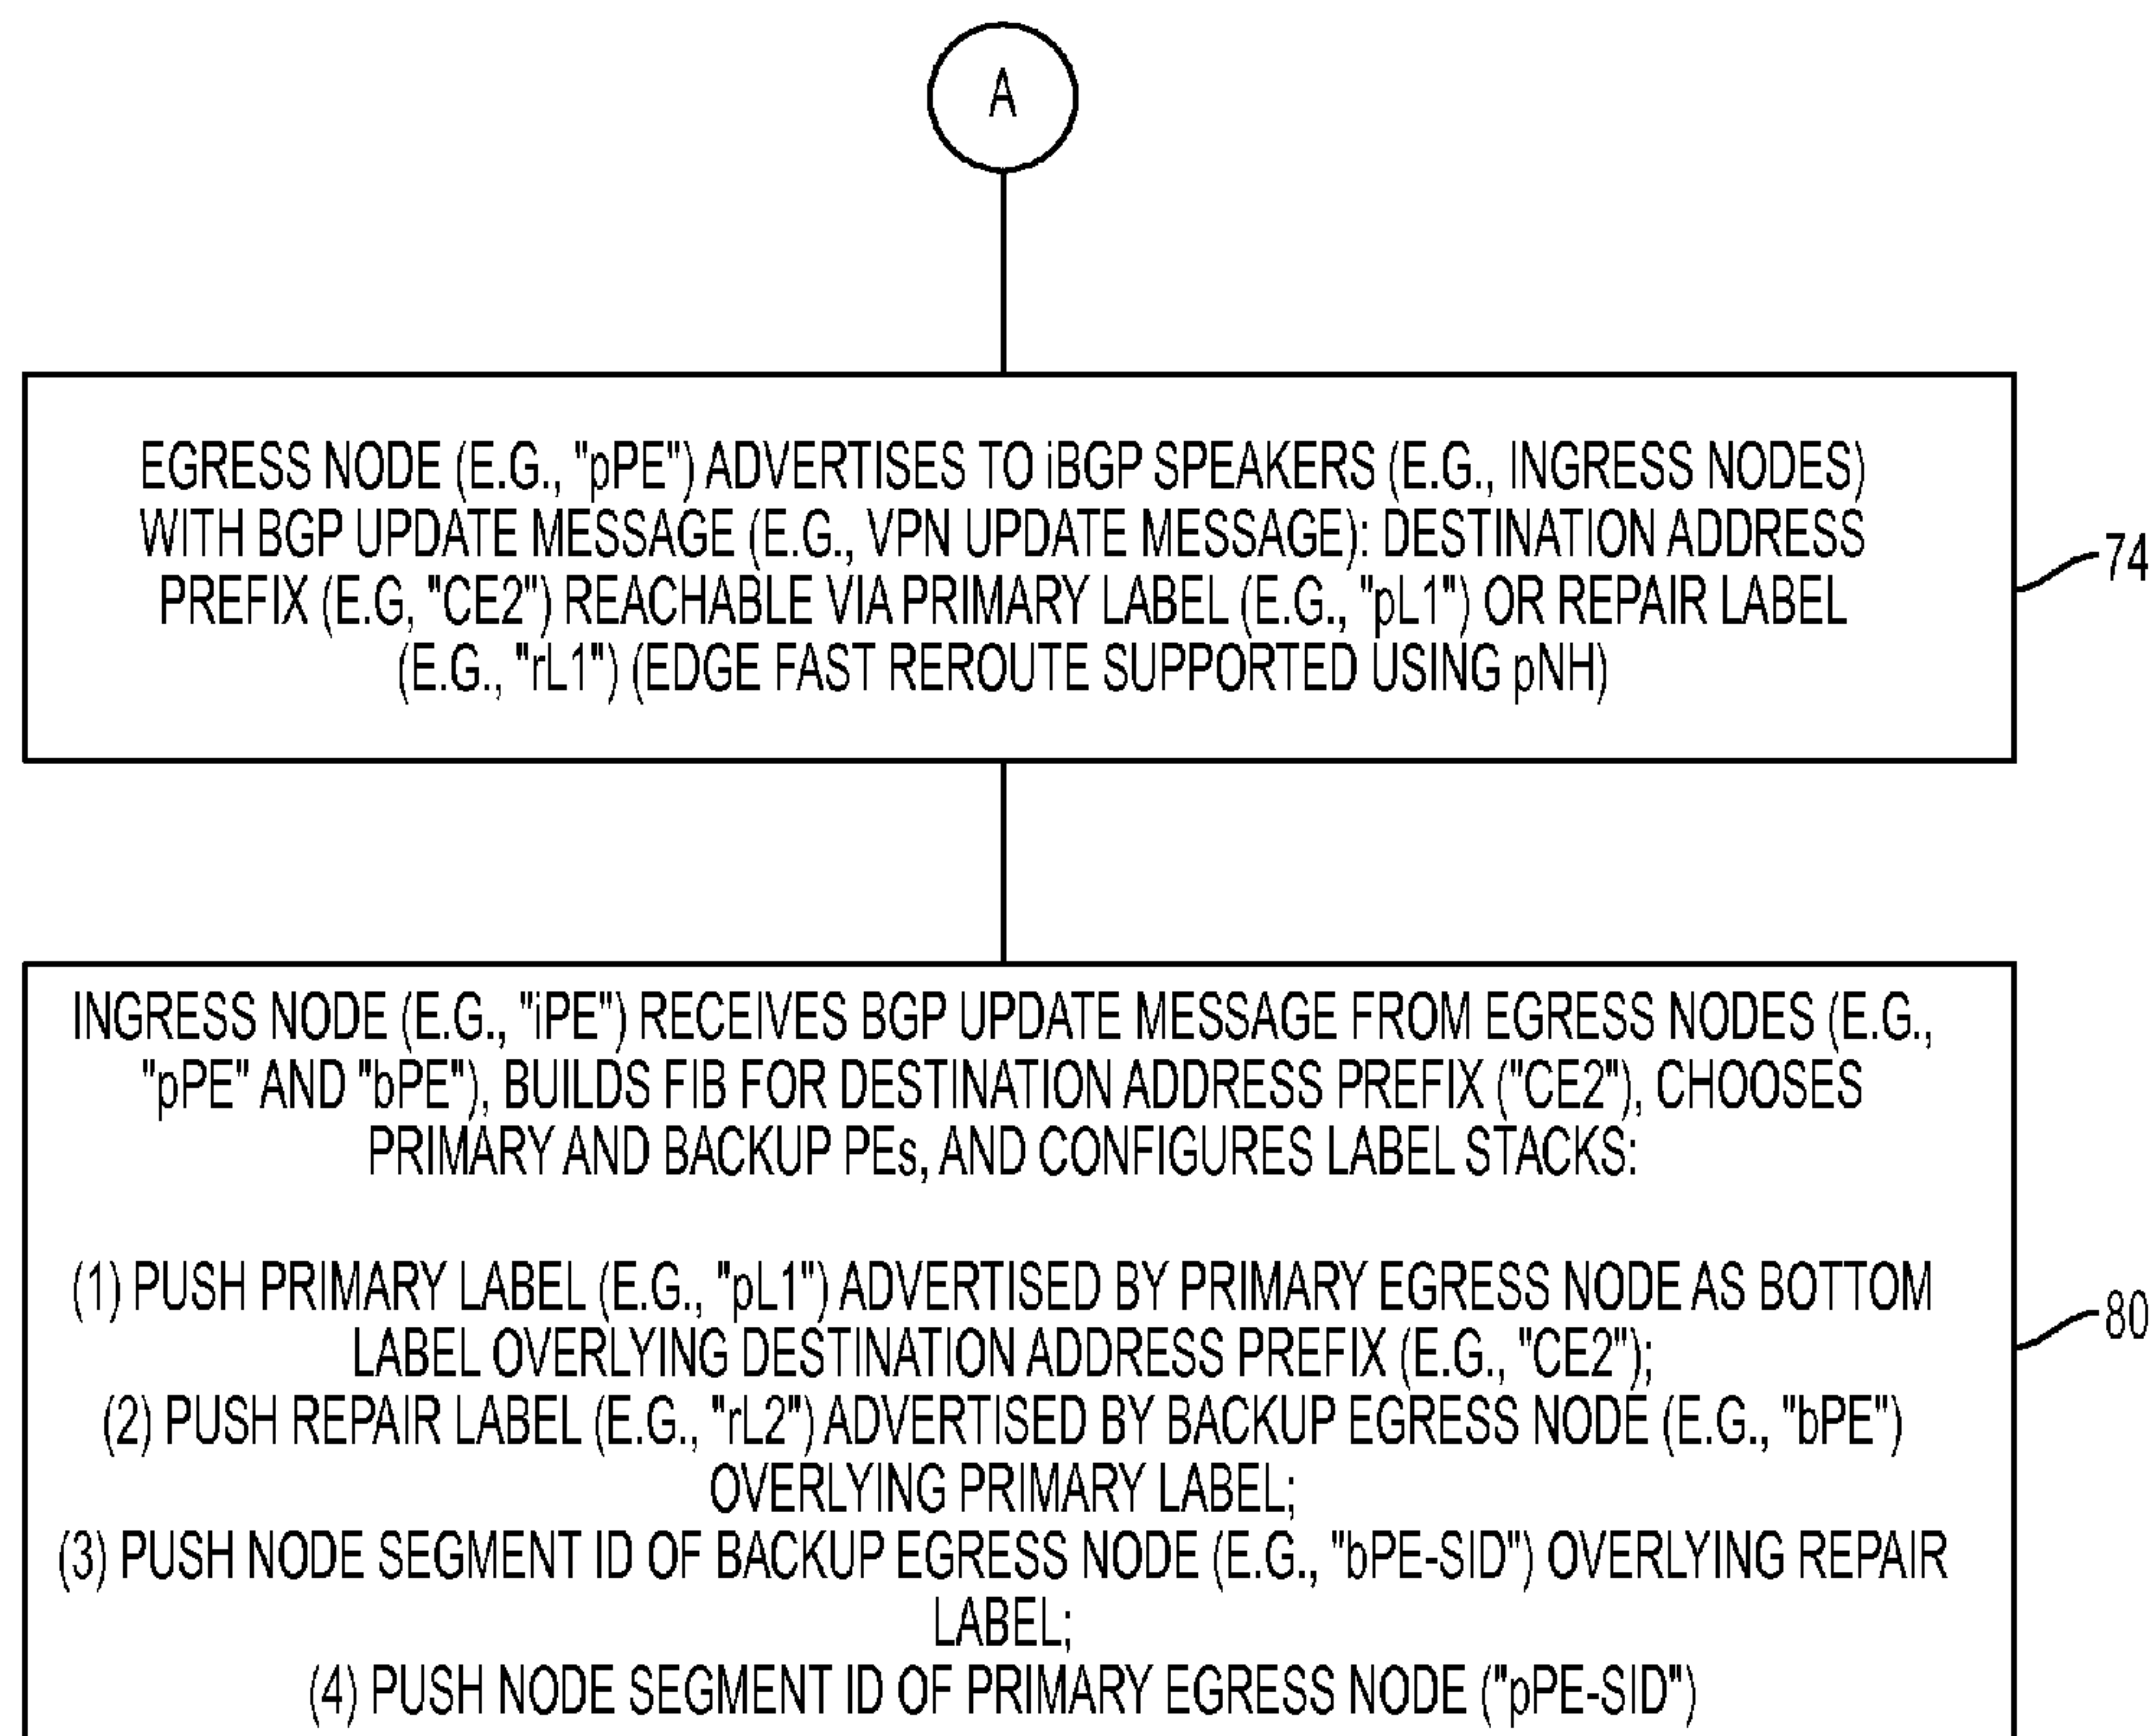 A
EGRESS NODE (E.G., "pPE") ADVERTISES TO iBGP SPEAKERS (E.G., INGRESS NODES)
WITH BGP UPDATE MESSAGE (E.G., VPN UPDATE MESSAGE): DESTINATION ADDRESS
PREFIX (E.G, "CE2") REACHABLE VIA PRIMARY LABEL (E.G., "pL1") OR REPAIR LABEL
(E.G., "rL1") (EDGE FAST REROUTE SUPPORTED USING pNH)
74
INGRESS NODE (E.G., "iPE") RECEIVES BGP UPDATE MESSAGE FROM EGRESS NODES (E.G.,
"pPE" AND "bPE"), BUILDS FIB FOR DESTINATION ADDRESS PREFIX ("CE2"), CHOOSES
PRIMARY AND BACKUP PEs, AND CONFIGURES LABEL STACKS:
(1) PUSH PRIMARY LABEL (E.G., "pL1") ADVERTISED BY PRIMARY EGRESS NODE AS BOTTOM
LABEL OVERLYING DESTINATION ADDRESS PREFIX (E.G., "CE2");
(2) PUSH REPAIR LABEL (E.G., "rL2") ADVERTISED BY BACKUP EGRESS NODE (E.G., "bPE")
OVERLYING PRIMARY LABEL;
(3) PUSH NODE SEGMENT ID OF BACKUP EGRESS NODE (E.G., "bPE-SID") OVERLYING REPAIR
LABEL;
(4) PUSH NODE SEGMENT ID OF PRIMARY EGRESS NODE ("pPE-SID")
80